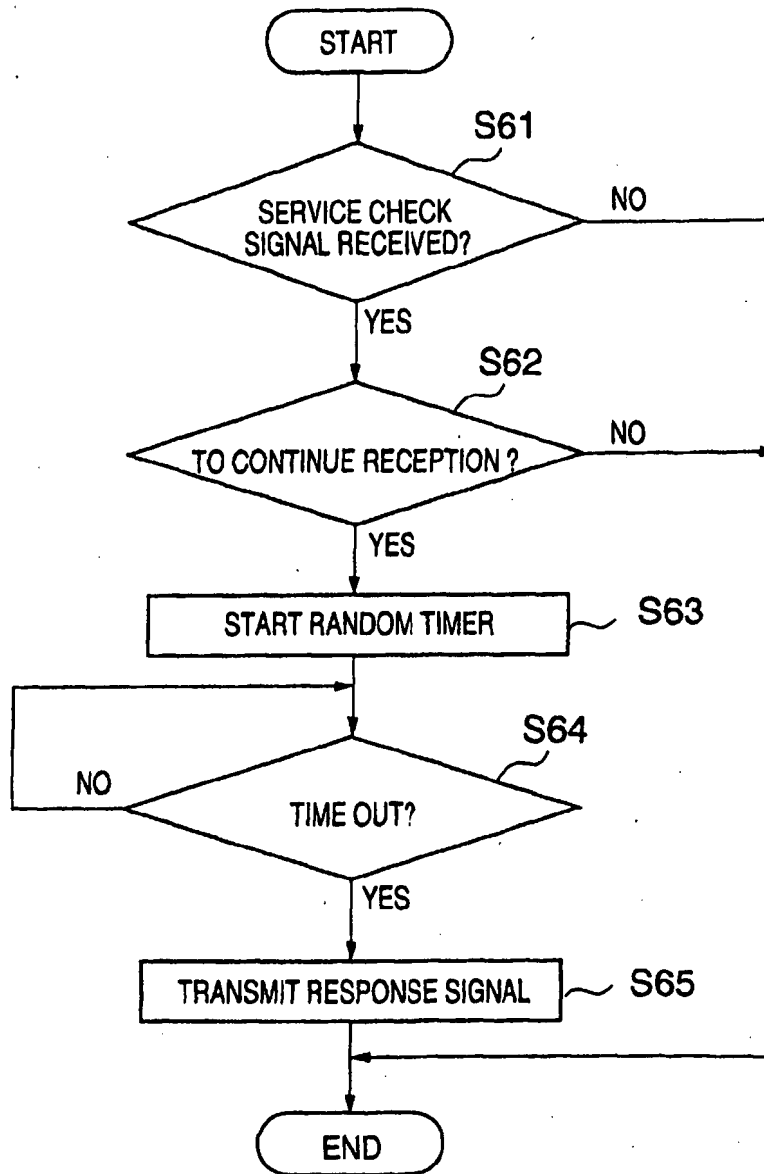 START
S61
SERVICE CHECK
SIGNAL RECEIVED?
NO
YES
S62
TO CONTINUE RECEPTION ?
NO
YES
START RANDOM TIMER
S63
S64
NO
TIME OUT?
YES
TRANSMIT RESPONSE SIGNAL
S65
END